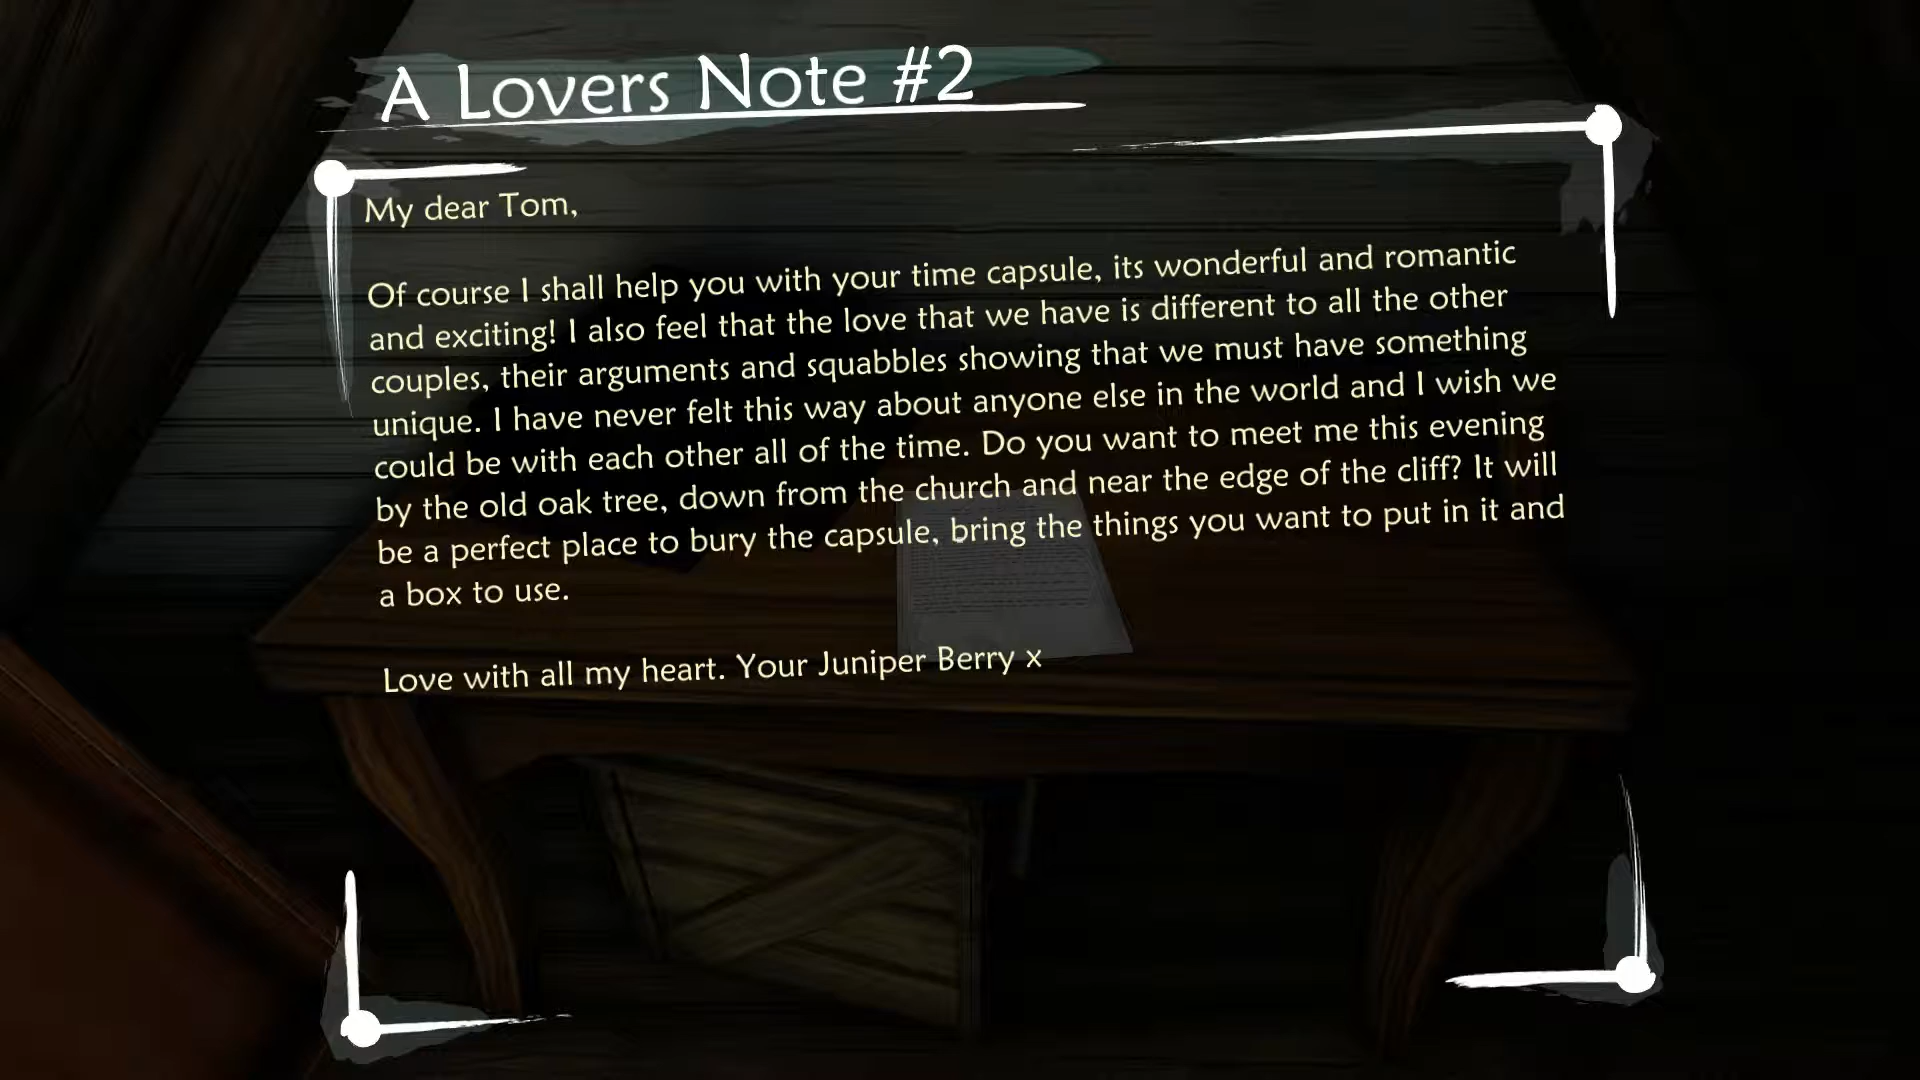 A Lovers Note #2
My dear Tom,
Of course I shall help you with your time capsule, its wonderful and romantic
and exciting! I also feel that the love that we have is different to all the other
couples, their arguments and squabbles showing that we must have something
unique. I have never felt this way about anyone else in the world and I wish we
could be with each other all of the time. Do you want to meet me this evening
by the old oak tree, down from the church and near the edge of the cliff? It will
be a perfect place to bury the capsule, bring the things you want to put in it and
a box to use.
Love with all my heart. Your Juniper Berry x